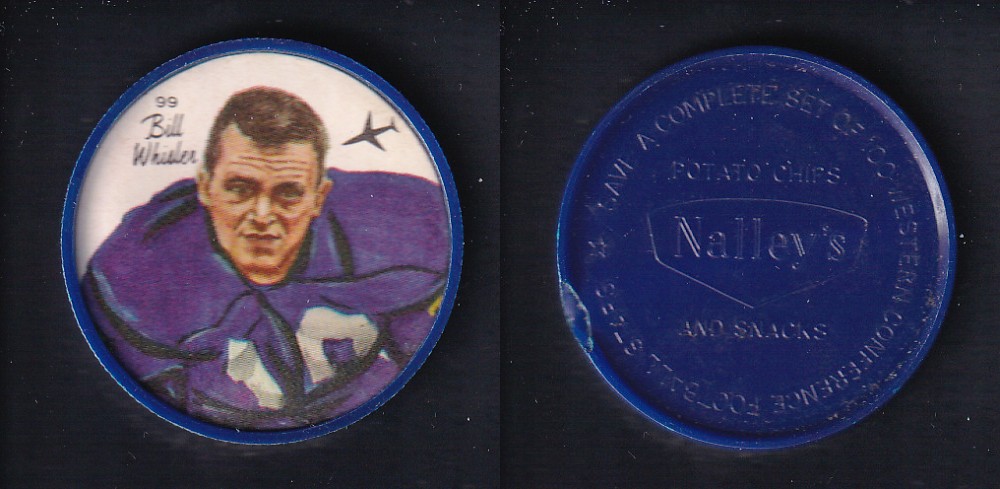 99
Bill
Whisler
SAVE A COMPLETE SET OF 100 WESTERN CONFERENCE FOOTBALL STARS
POTATO CHIPS
Nalley's
AND SNACKS